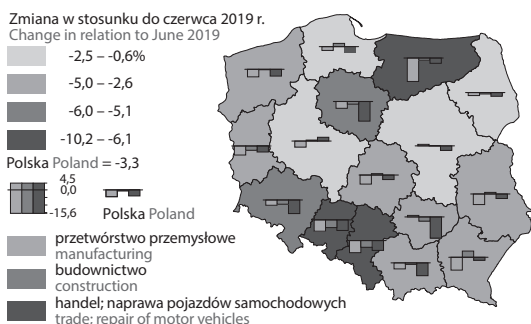 Zmiana w stosunku do czerwca 2019 r.
Change in relation to June 2019
-2,5 – -0,6%
-5,0 – -2,6
-6,0 – -5,1
-10,2 – -6,1
Polska Poland = -3,3
4,5
0,0
-15,6
Polska Poland
przetwórstwo przemysłowe
manufacturing
budownictwo
construction
handel; naprawa pojazdów samochodowych
trade; repair of motor vehicles